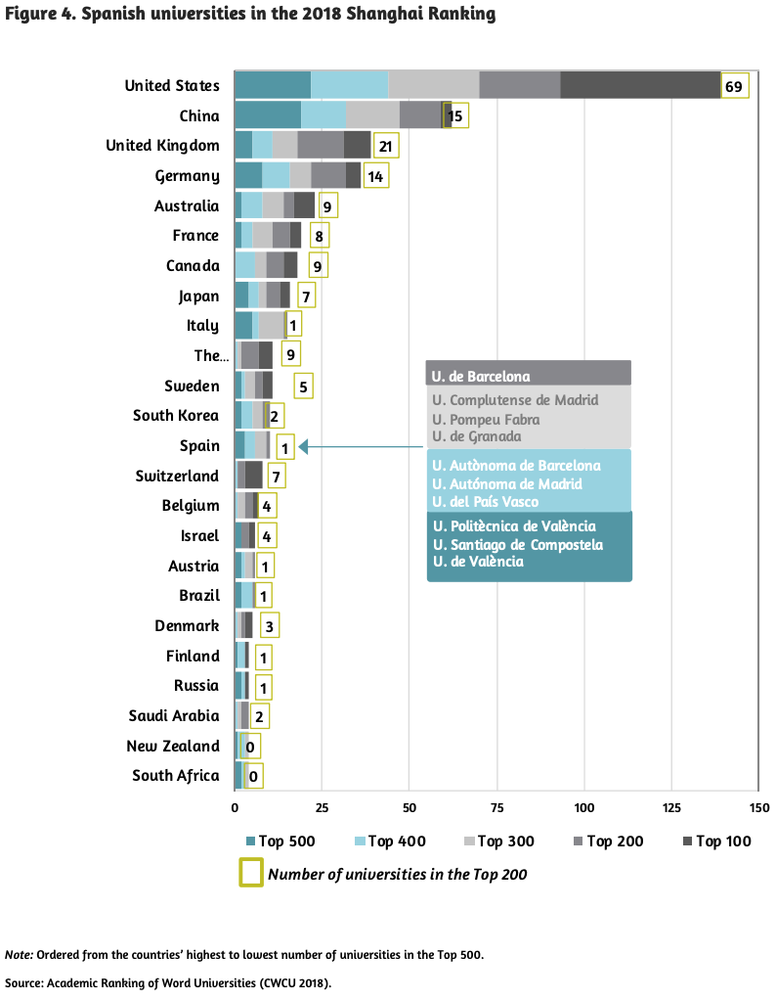 Figure 4. Spanish universities in the 2018 Shanghai Ranking
United States 69
China 15
United Kingdom 21
Germany 14
Australia 9
France 8
Canada 9
Japan 7
Italy 1
The... 9
Sweden 5
South Korea 2
Spain 1
Switzerland 7
Belgium 4
Israel 4
Austria 1
Brazil 1
Denmark 3
Finland 1
Russia 1
Saudi Arabia 2
New Zealand 0
South Africa 0
U. de Barcelona
U. Complutense de Madrid
U. Pompeu Fabra
U. de Granada
U. Autònoma de Barcelona
U. Autónoma de Madrid
U. del País Vasco
U. Politècnica de València
U. Santiago de Compostela
U. de València
0 25 50 75 100 125 150
Top 500 Top 400 Top 300 Top 200 Top 100
Number of universities in the Top 200
Note: Ordered from the countries' highest to lowest number of universities in the Top 500.
Source: Academic Ranking of Word Universities (CWCU 2018).